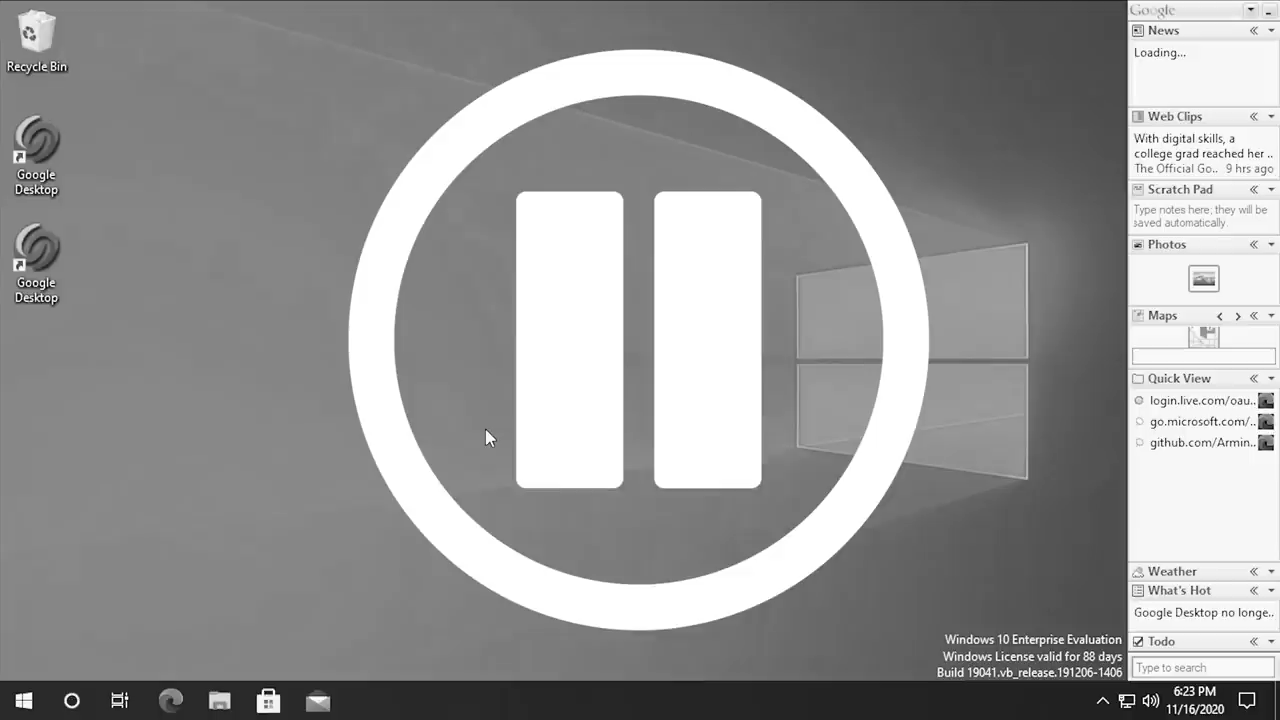 Recycle Bin
Google
Desktop
Google
Desktop
Google
News
Loading...
Web Clips
With digital skills, a
college grad reached her ..
The Official Go.. 9 hrs ago
Scratch Pad
Type notes here; they will be
saved automatically.
Photos
Maps
Quick View
login.live.com/oau..
go.microsoft.com/..
github.com/Armin..
Weather
What's Hot
Google Desktop no longe..
Todo
Type to search
Windows 10 Enterprise Evaluation
Windows License valid for 88 days
Build 19041.vb_release.191206-1406
6:23 PM
11/16/2020